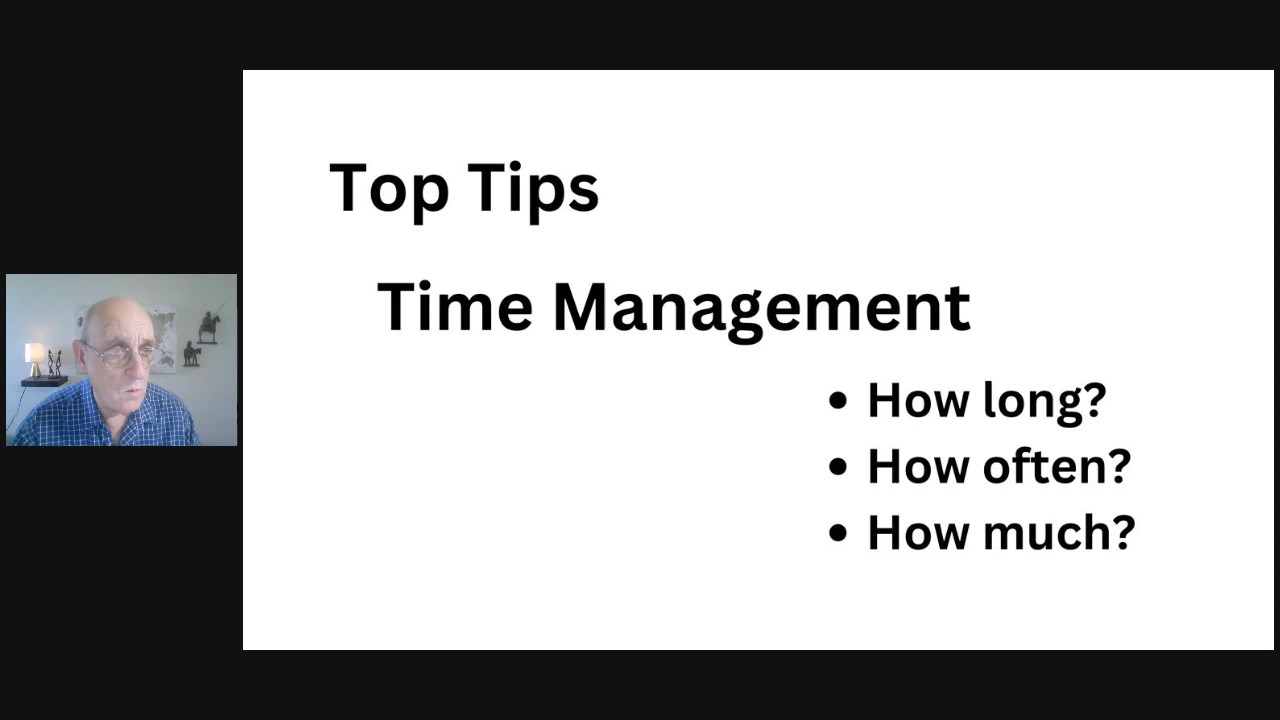 Top Tips
Time Management
• How long?
• How often?
• How much?